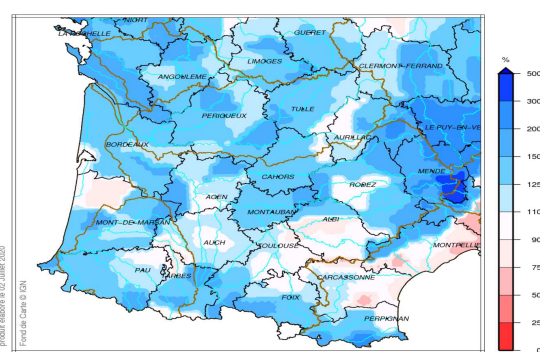 NIORT
LA ROCHELLE
GUERET
LIMOGES
CLERMONT-FERRAND
ANGOULEME
TULLE
PERIGUEUX
LE PUY-EN-VE
AURILLAC
BORDEAUX
MENDE
CAHORS
RODEZ
AGEN
MONTAUBAN
MONT-DE-MARSAN
ALBI
AUCH
TOULOUSE
MONTPELLIE
PAU
TARBES
CARCASSONNE
FOIX
PERPIGNAN
%
500
300
200
150
125
110
90
75
50
25
0
produit élaboré le 02 Juillet 2020
Fond de Carte © IGN